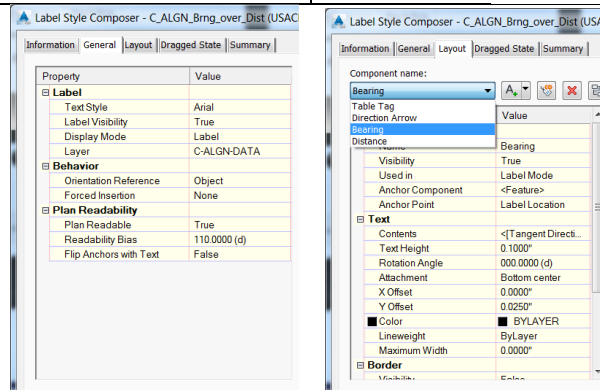 Label Style Composer - C_ALGN_Brng_over_Dist (USAC
Information General Layout Dragged State Summary
Property Value
Label
Text Style Arial
Label Visibility True
Display Mode Label
Layer C-ALGN-DATA
Behavior
Orientation Reference Object
Forced Insertion None
Plan Readability
Plan Readable True
Readability Bias 110.0000 (d)
Flip Anchors with Text False
Label Style Composer - C_ALGN_Brng_over_Dist (USA
Information General Layout Dragged State Summary
Component name:
Bearing
Table Tag
Direction Arrow
Bearing
Distance
Value
Name Bearing
Visibility True
Used in Label Mode
Anchor Component <Feature>
Anchor Point Label Location
Text
Contents <[Tangent Directi...
Text Height 0.1000"
Rotation Angle 000.0000 (d)
Attachment Bottom center
X Offset 0.0000"
Y Offset 0.0250"
Color BYLAYER
Lineweight ByLayer
Maximum Width 0.0000"
Border
Visibility False